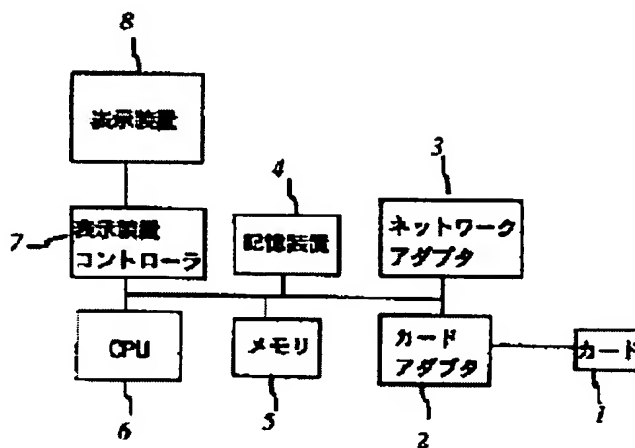 8
表示装置
3
4
7
表示装置
コントローラ
記憶装置
ネットワーク
アダプタ
CPU
メモリ
カード
アダプタ
カード
1
6
5
2